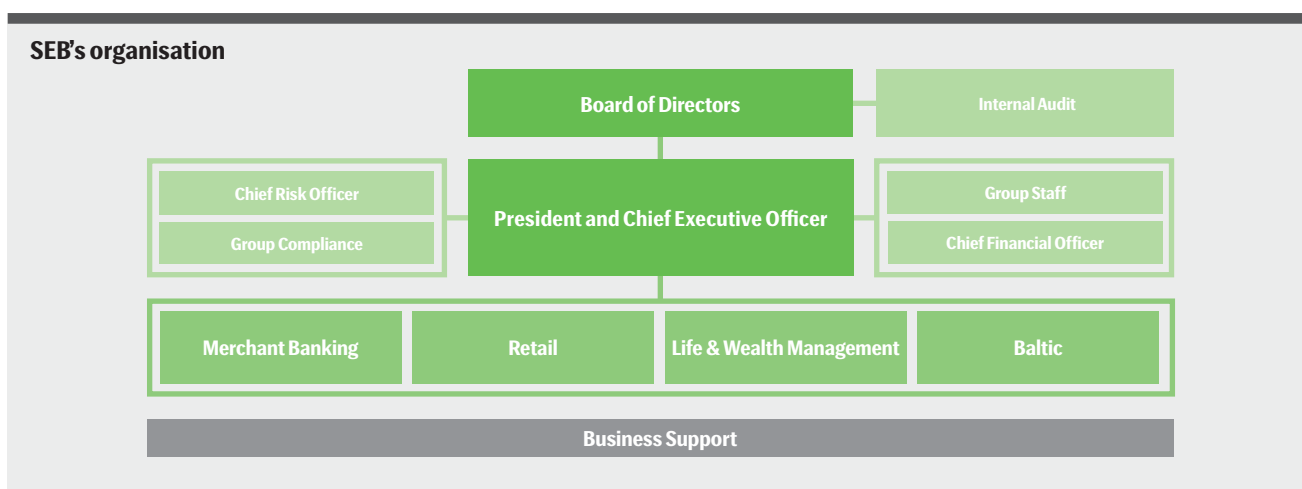 SEB's organisation
Board of Directors
Internal Audit
Chief Risk Officer
Group Compliance
President and Chief Executive Officer
Group Staff
Chief Financial Officer
Merchant Banking
Retail
Life & Wealth Management
Baltic
Business Support